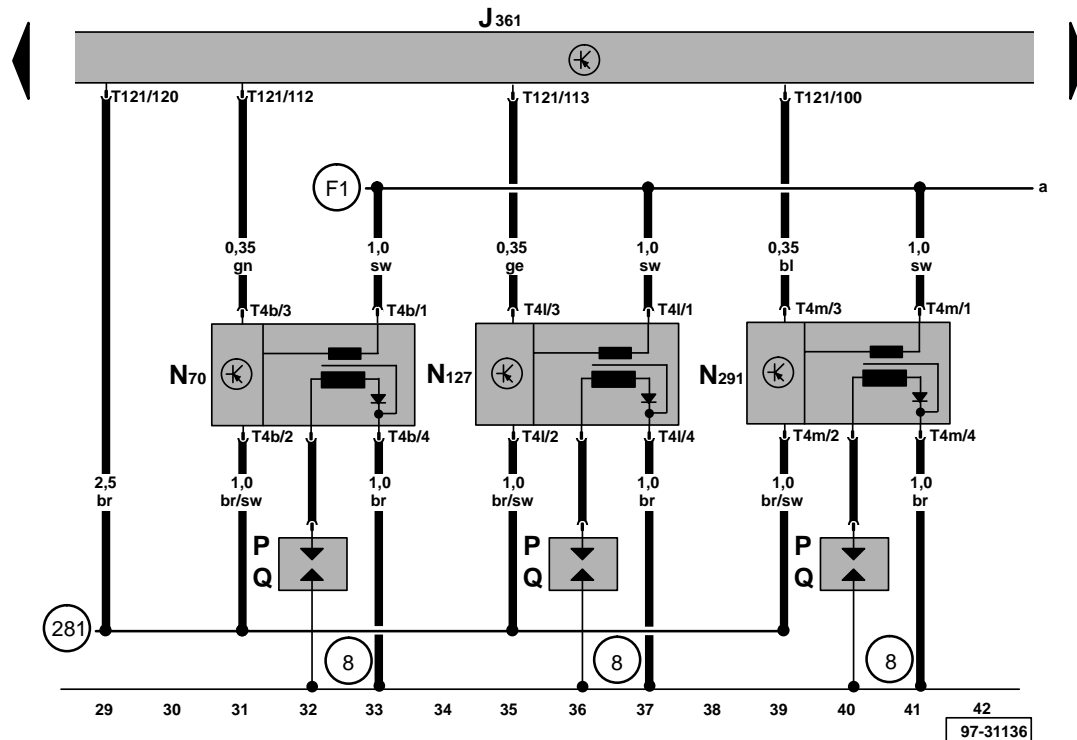 J 361
T121/120 T121/112 T121/113 T121/100
F1 a
0,35 1,0 0,35 1,0 0,35 1,0
gn sw ge sw bl sw
T4b/3 T4b/1 T4l/3 T4l/1 T4m/3 T4m/1
N70 N127 N291
T4b/2 T4b/4 T4l/2 T4l/4 T4m/2 T4m/4
2,5 1,0 1,0 1,0 1,0 1,0 1,0
br br/sw br br/sw br br/sw br
P P P
Q Q Q
281
8 8 8
29 30 31 32 33 34 35 36 37 38 39 40 41 42
97-31136